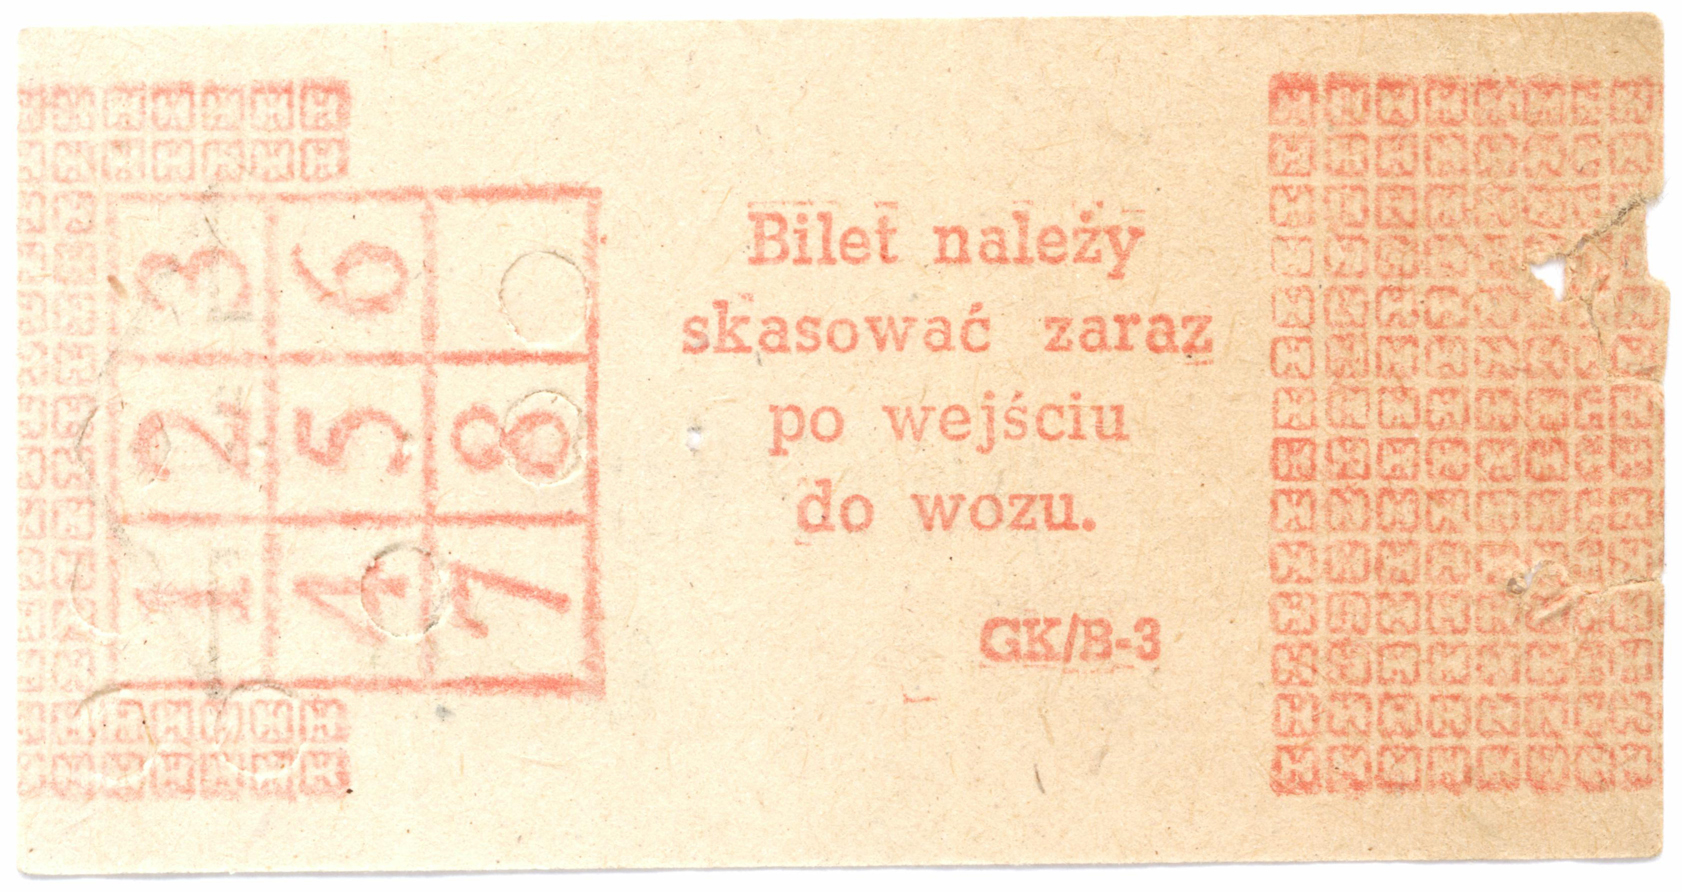 3 6
2 5 8
1 4 7
Bilet należy
skasować zaraz
po wejściu
do wozu.
GK/B-3